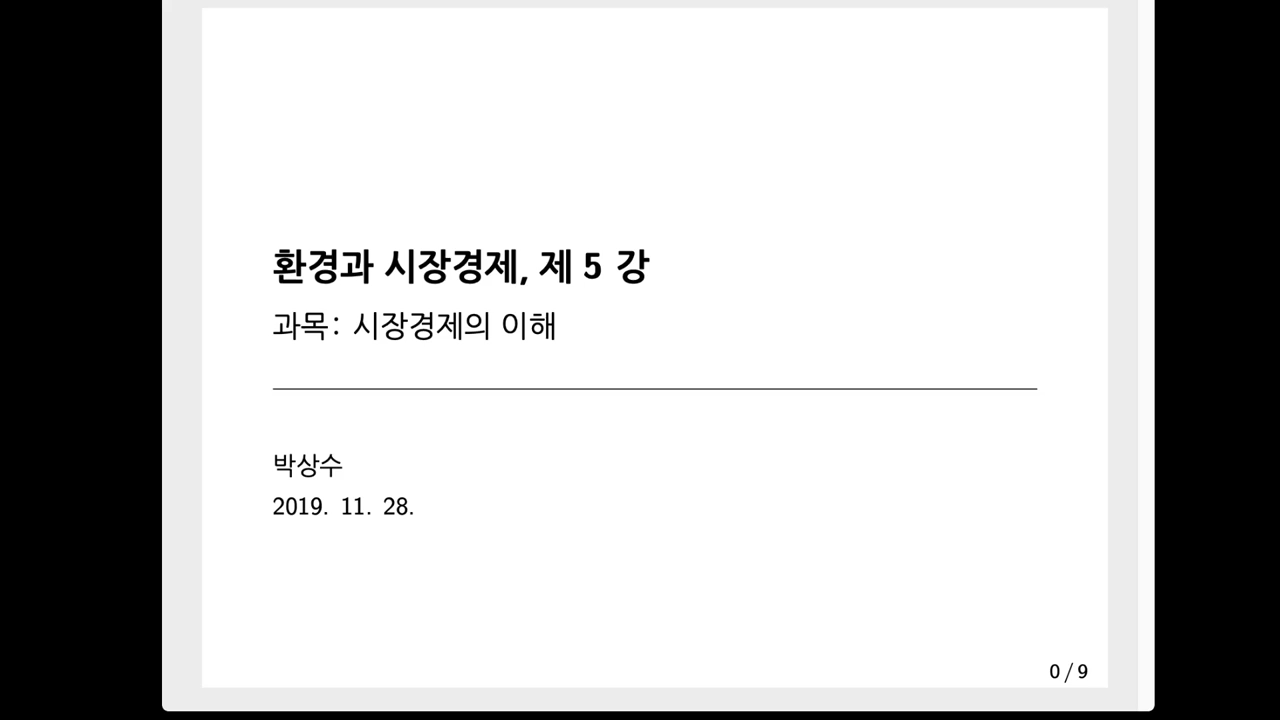 환경과 시장경제, 제 5 강
과목: 시장경제의 이해
박상수
2019. 11. 28.
0 / 9